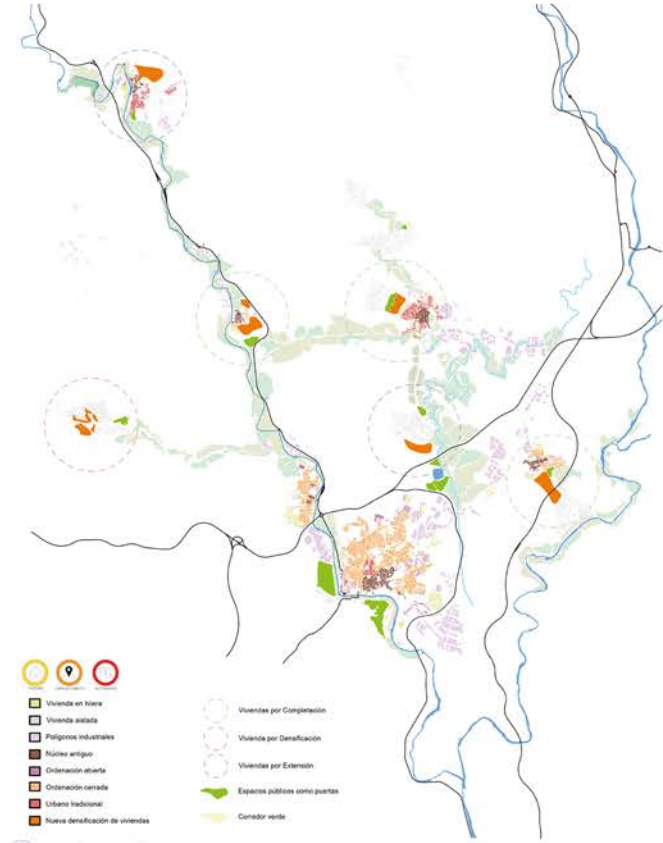 Vivienda en hilera
Vivienda aislada
Polígonos industriales
Núcleo antiguo
Ordenación abierta
Ordenación cerrada
Urbano tradicional
Nueva densificación de viviendas
Viviendas por Completación
Vivienda por Densificación
Viviendas por Extensión
Espacios públicos como puertas
Corredor verde